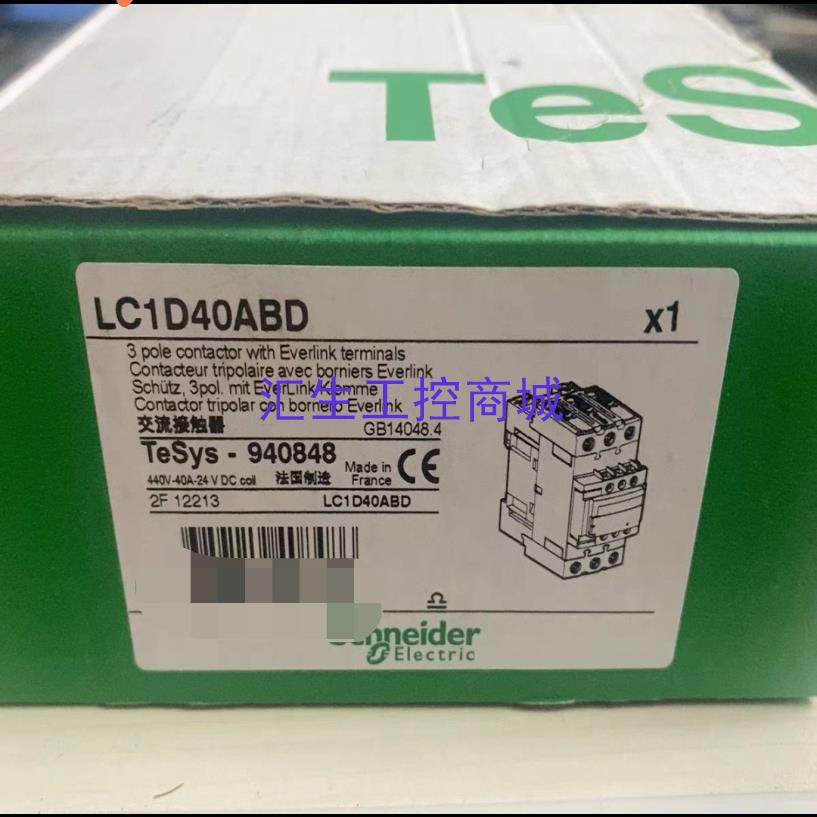 TeS
LC1D40ABD x1
3 pole contactor with Everlink terminals
Contacteur tripolaire avec borniers Everlink
Schütz, 3pol. mit EverLink Klemme
汇生工控商城
Contactor tripolar con bornero Everlink
交流接触器 GB14048.4
TeSys - 940848
440V-40A-24 V DC coil 法国制造 Made in France CE
2F 12213 LC1D40ABD
Schneider
Electric